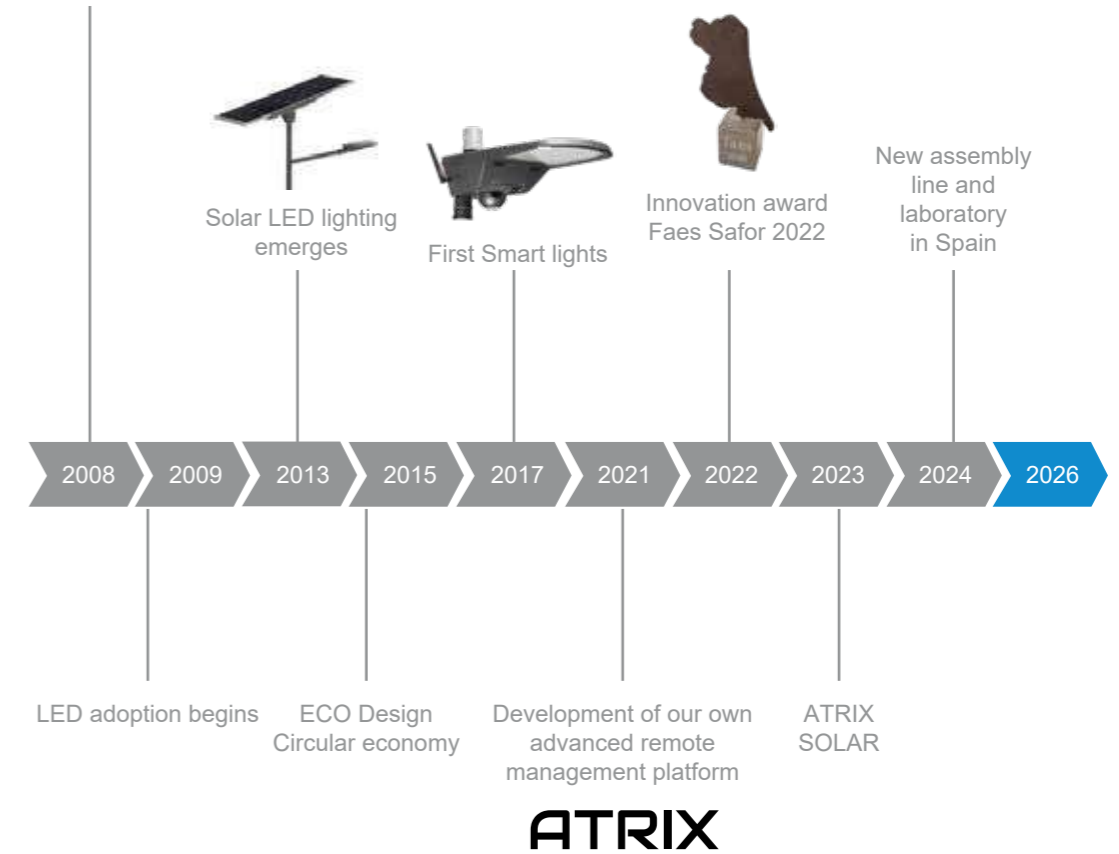 Solar LED lighting
emerges
First Smart lights
Innovation award
Faes Safor 2022
New assembly
line and
laboratory
in Spain
2008
2009
2013
2015
2017
2021
2022
2023
2024
2026
LED adoption begins
ECO Design
Circular economy
Development of our own
advanced remote
management platform
ATRIX
ATRIX
SOLAR